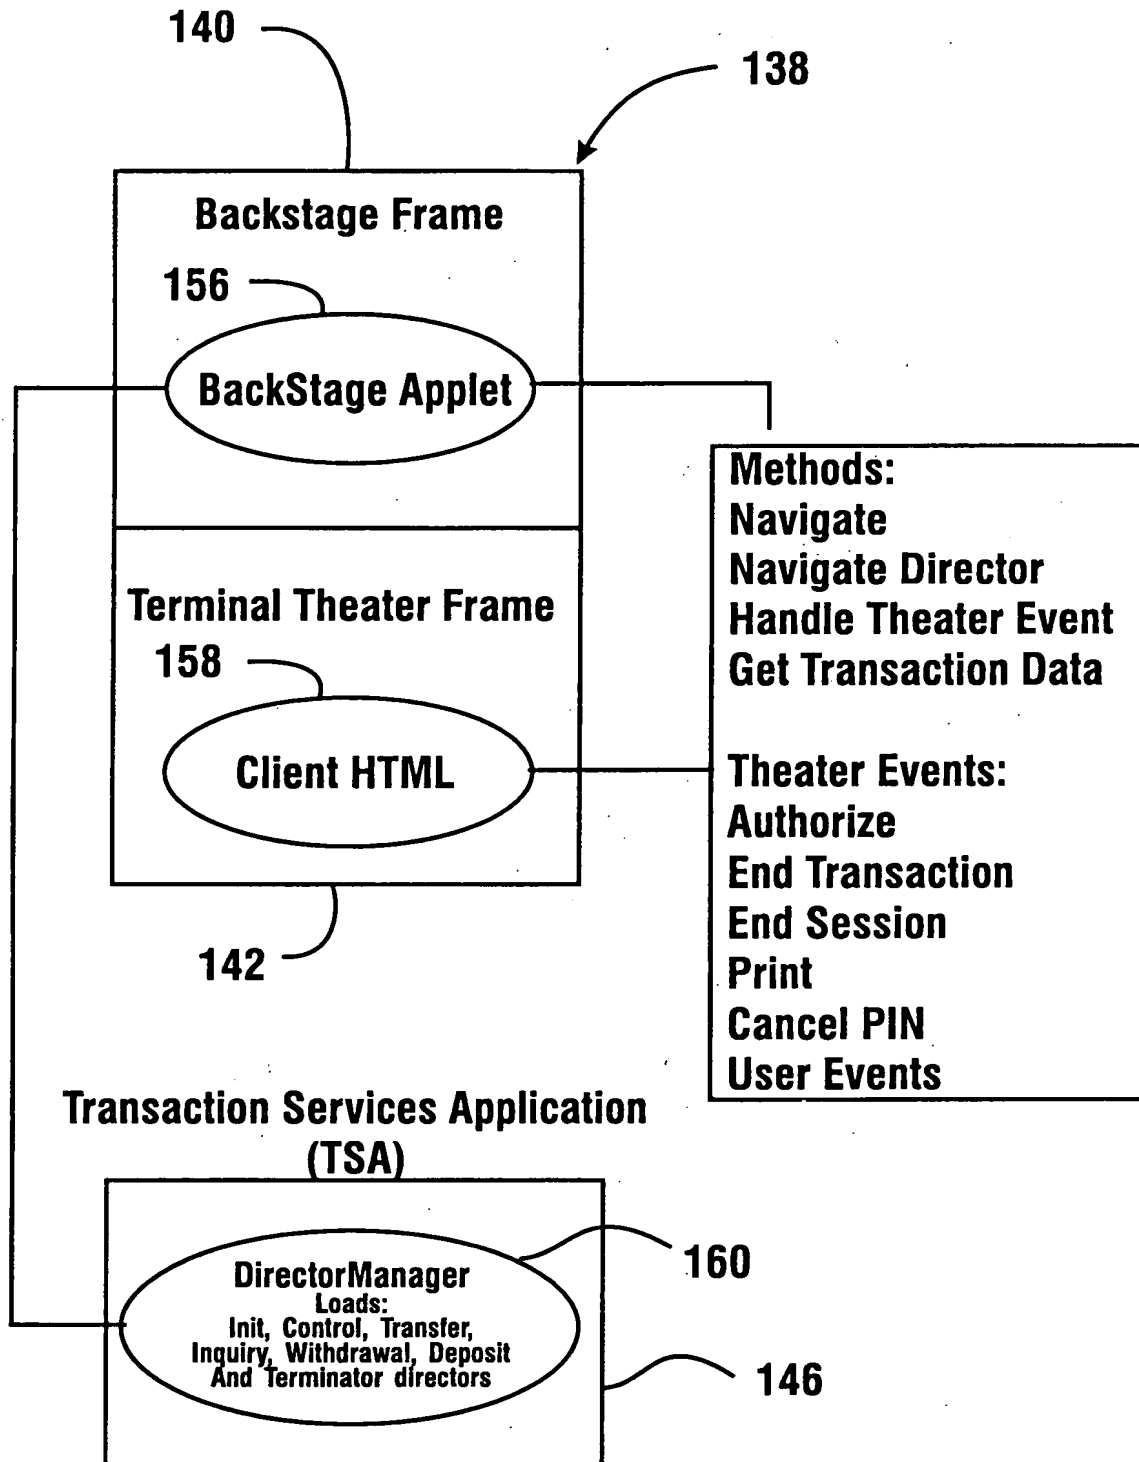 140
138
Backstage Frame
156
BackStage Applet
Methods:
Navigate
Navigate Director
Handle Theater Event
Get Transaction Data
Terminal Theater Frame
158
Client HTML
Theater Events:
Authorize
End Transaction
End Session
Print
Cancel PIN
User Events
142
Transaction Services Application
(TSA)
160
DirectorManager
Loads:
Init, Control, Transfer,
Inquiry, Withdrawal, Deposit
And Terminator directors
146